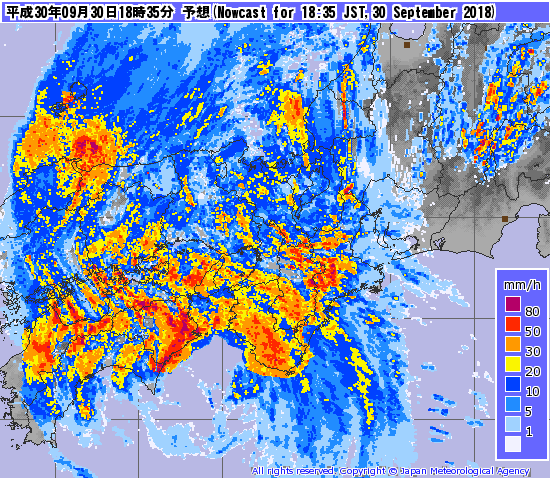 平成30年09月30日18時35分 予想(Nowcast for 18:35 JST,30 September 2018)
mm/h
80
50
30
20
10
5
1
All rights reserved. Copyright © Japan Meteorological Agency